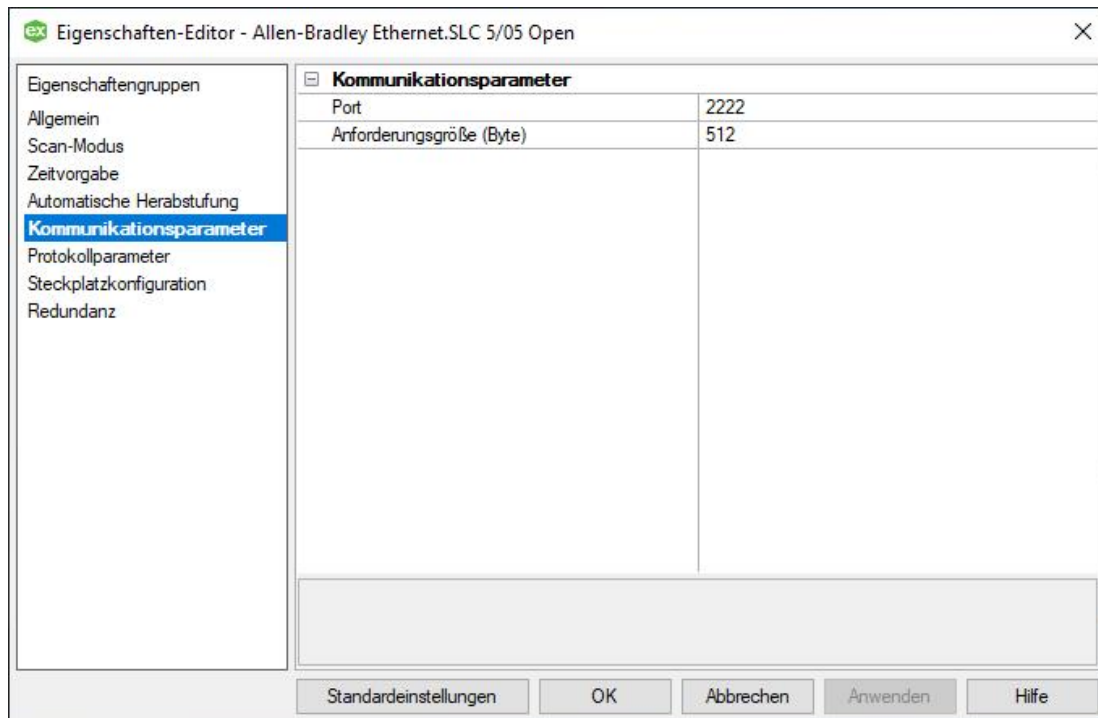 ex Eigenschaften-Editor - Allen-Bradley Ethernet.SLC 5/05 Open
Eigenschaftengruppen
Allgemein
Scan-Modus
Zeitvorgabe
Automatische Herabstufung
Kommunikationsparameter
Protokollparameter
Steckplatzkonfiguration
Redundanz
Kommunikationsparameter
Port 2222
Anforderungsgröße (Byte) 512
Standardeinstellungen OK Abbrechen Anwenden Hilfe